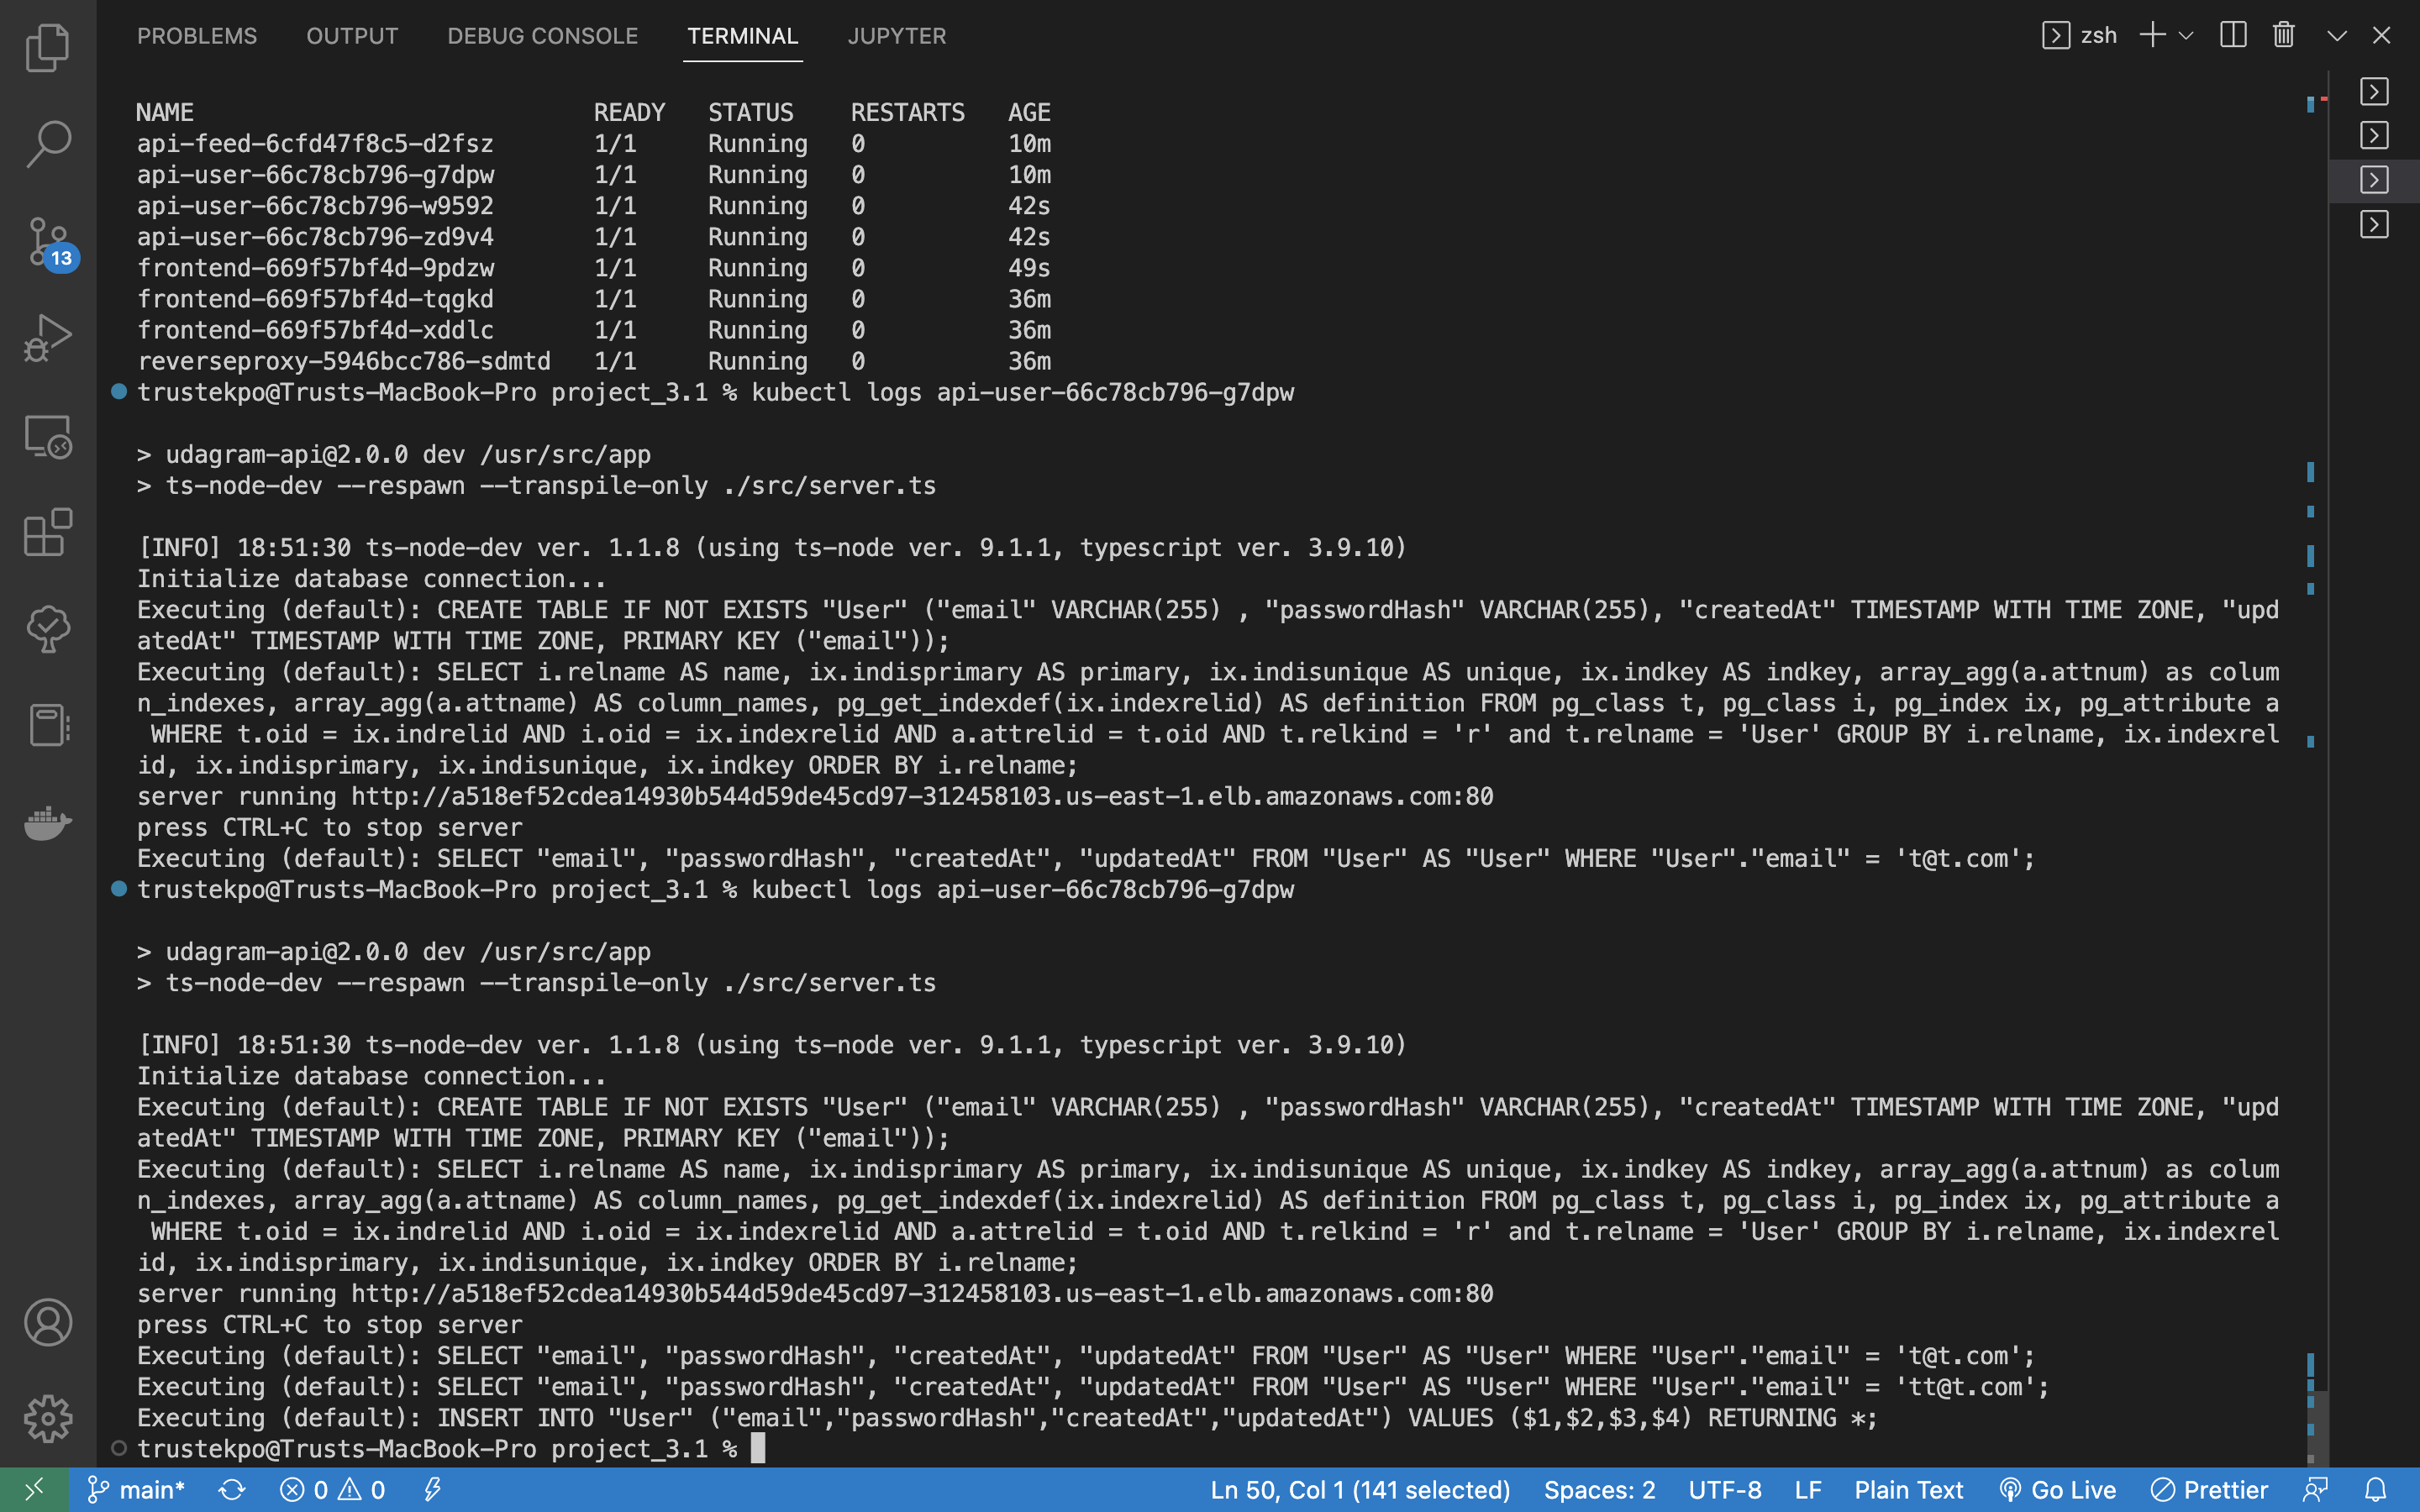 PROBLEMS OUTPUT DEBUG CONSOLE TERMINAL JUPYTER zsh
NAME READY STATUS RESTARTS AGE
api-feed-6cfd47f8c5-d2fsz 1/1 Running 0 10m
api-user-66c78cb796-g7dpw 1/1 Running 0 10m
api-user-66c78cb796-w9592 1/1 Running 0 42s
api-user-66c78cb796-zd9v4 1/1 Running 0 42s
frontend-669f57bf4d-9pdzw 1/1 Running 0 49s
frontend-669f57bf4d-tqgkd 1/1 Running 0 36m
frontend-669f57bf4d-xddlc 1/1 Running 0 36m
reverseproxy-5946bcc786-sdmtd 1/1 Running 0 36m
trustekpo@Trusts-MacBook-Pro project_3.1 % kubectl logs api-user-66c78cb796-g7dpw
> udagram-api@2.0.0 dev /usr/src/app
> ts-node-dev --respawn --transpile-only ./src/server.ts
[INFO] 18:51:30 ts-node-dev ver. 1.1.8 (using ts-node ver. 9.1.1, typescript ver. 3.9.10)
Initialize database connection...
Executing (default): CREATE TABLE IF NOT EXISTS "User" ("email" VARCHAR(255) , "passwordHash" VARCHAR(255), "createdAt" TIMESTAMP WITH TIME ZONE, "upd
atedAt" TIMESTAMP WITH TIME ZONE, PRIMARY KEY ("email"));
Executing (default): SELECT i.relname AS name, ix.indisprimary AS primary, ix.indisunique AS unique, ix.indkey AS indkey, array_agg(a.attnum) as colum
n_indexes, array_agg(a.attname) AS column_names, pg_get_indexdef(ix.indexrelid) AS definition FROM pg_class t, pg_class i, pg_index ix, pg_attribute a
WHERE t.oid = ix.indrelid AND i.oid = ix.indexrelid AND a.attrelid = t.oid AND t.relkind = 'r' and t.relname = 'User' GROUP BY i.relname, ix.indexrel
id, ix.indisprimary, ix.indisunique, ix.indkey ORDER BY i.relname;
server running http://a518ef52cdea14930b544d59de45cd97-312458103.us-east-1.elb.amazonaws.com:80
press CTRL+C to stop server
Executing (default): SELECT "email", "passwordHash", "createdAt", "updatedAt" FROM "User" AS "User" WHERE "User"."email" = 't@t.com';
trustekpo@Trusts-MacBook-Pro project_3.1 % kubectl logs api-user-66c78cb796-g7dpw
> udagram-api@2.0.0 dev /usr/src/app
> ts-node-dev --respawn --transpile-only ./src/server.ts
[INFO] 18:51:30 ts-node-dev ver. 1.1.8 (using ts-node ver. 9.1.1, typescript ver. 3.9.10)
Initialize database connection...
Executing (default): CREATE TABLE IF NOT EXISTS "User" ("email" VARCHAR(255) , "passwordHash" VARCHAR(255), "createdAt" TIMESTAMP WITH TIME ZONE, "upd
atedAt" TIMESTAMP WITH TIME ZONE, PRIMARY KEY ("email"));
Executing (default): SELECT i.relname AS name, ix.indisprimary AS primary, ix.indisunique AS unique, ix.indkey AS indkey, array_agg(a.attnum) as colum
n_indexes, array_agg(a.attname) AS column_names, pg_get_indexdef(ix.indexrelid) AS definition FROM pg_class t, pg_class i, pg_index ix, pg_attribute a
WHERE t.oid = ix.indrelid AND i.oid = ix.indexrelid AND a.attrelid = t.oid AND t.relkind = 'r' and t.relname = 'User' GROUP BY i.relname, ix.indexrel
id, ix.indisprimary, ix.indisunique, ix.indkey ORDER BY i.relname;
server running http://a518ef52cdea14930b544d59de45cd97-312458103.us-east-1.elb.amazonaws.com:80
press CTRL+C to stop server
Executing (default): SELECT "email", "passwordHash", "createdAt", "updatedAt" FROM "User" AS "User" WHERE "User"."email" = 't@t.com';
Executing (default): SELECT "email", "passwordHash", "createdAt", "updatedAt" FROM "User" AS "User" WHERE "User"."email" = 'tt@t.com';
Executing (default): INSERT INTO "User" ("email","passwordHash","createdAt","updatedAt") VALUES ($1,$2,$3,$4) RETURNING *;
trustekpo@Trusts-MacBook-Pro project_3.1 %
13
main* 0 0 Ln 50, Col 1 (141 selected) Spaces: 2 UTF-8 LF Plain Text Go Live Prettier